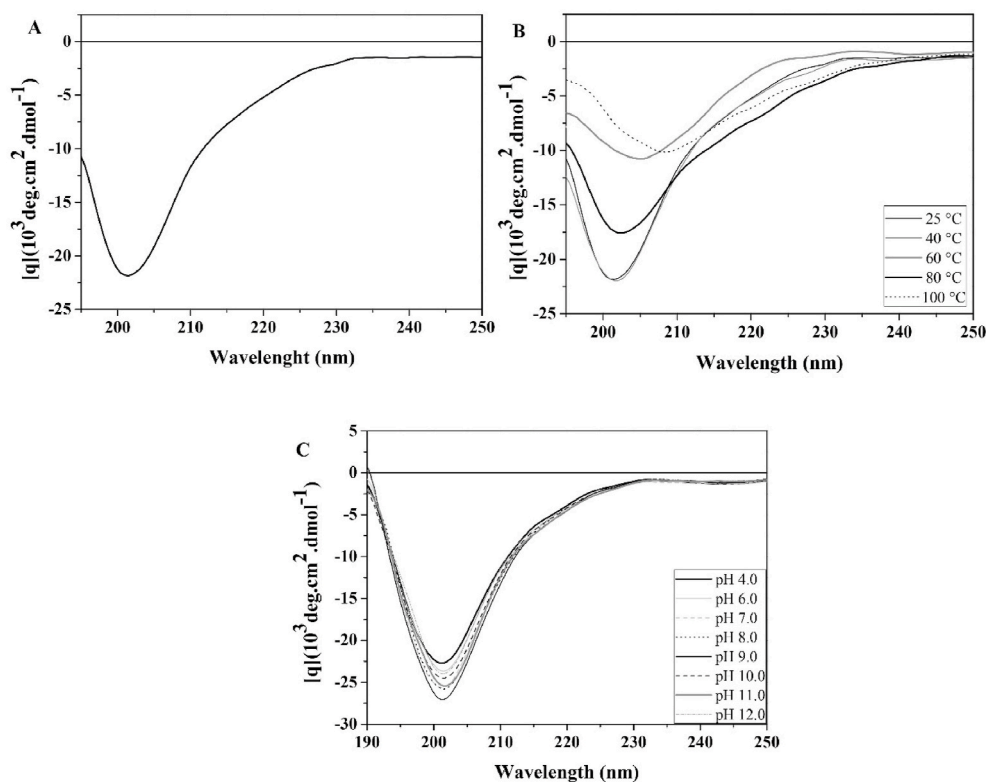 A
0
-5
-10
-15
-20
-25
200 210 220 230 240 250
[q](10³deg.cm².dmol⁻¹)
Wavelenght (nm)
B
0
-5
-10
-15
-20
-25
200 210 220 230 240 250
[q](10³deg.cm².dmol⁻¹)
Wavelength (nm)
25 °C
40 °C
60 °C
80 °C
100 °C
C
5
0
-5
-10
-15
-20
-25
-30
190 200 210 220 230 240 250
[q](10³deg.cm².dmol⁻¹)
Wavelength (nm)
pH 4.0
pH 6.0
pH 7.0
pH 8.0
pH 9.0
pH 10.0
pH 11.0
pH 12.0